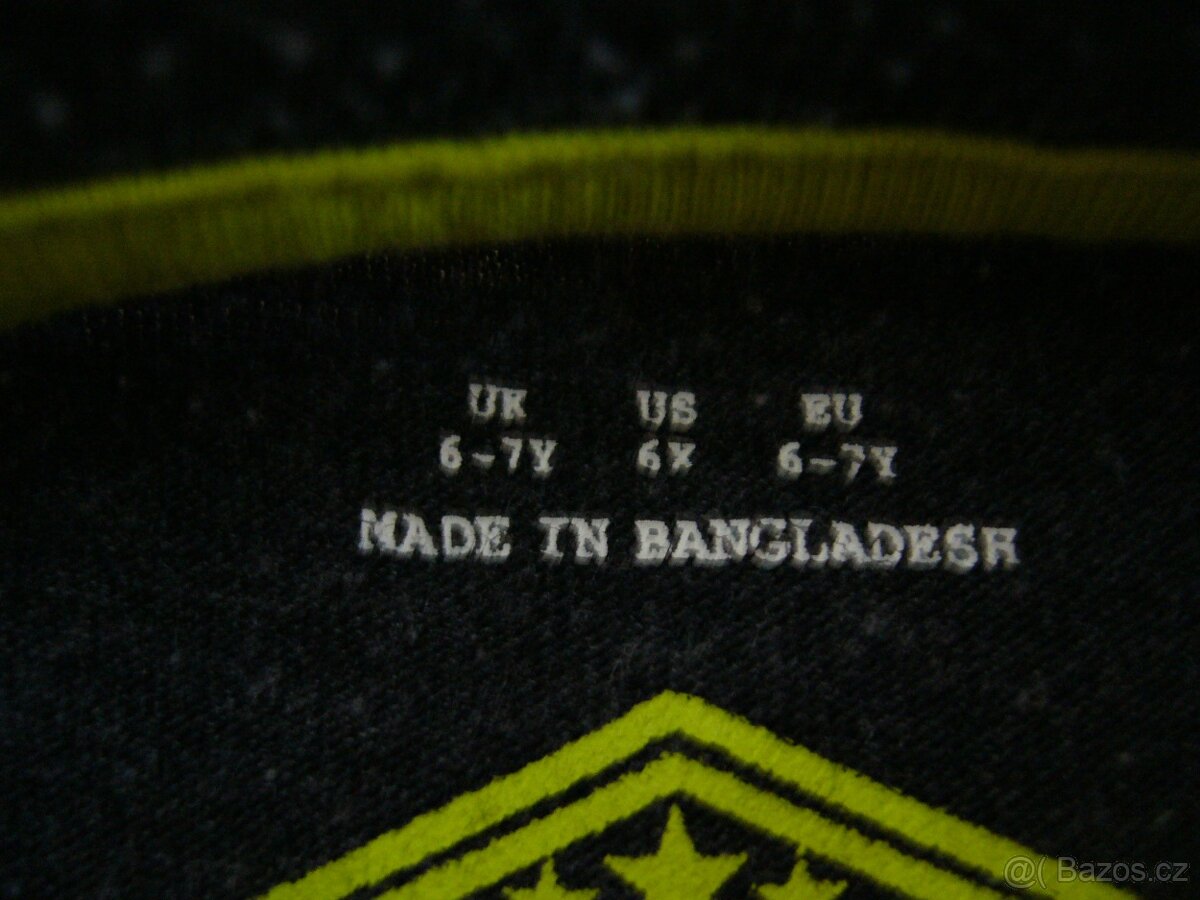 UK US EU
6-7Y 6X 6-7Y
MADE IN BANGLADESH
@( Bazos.cz